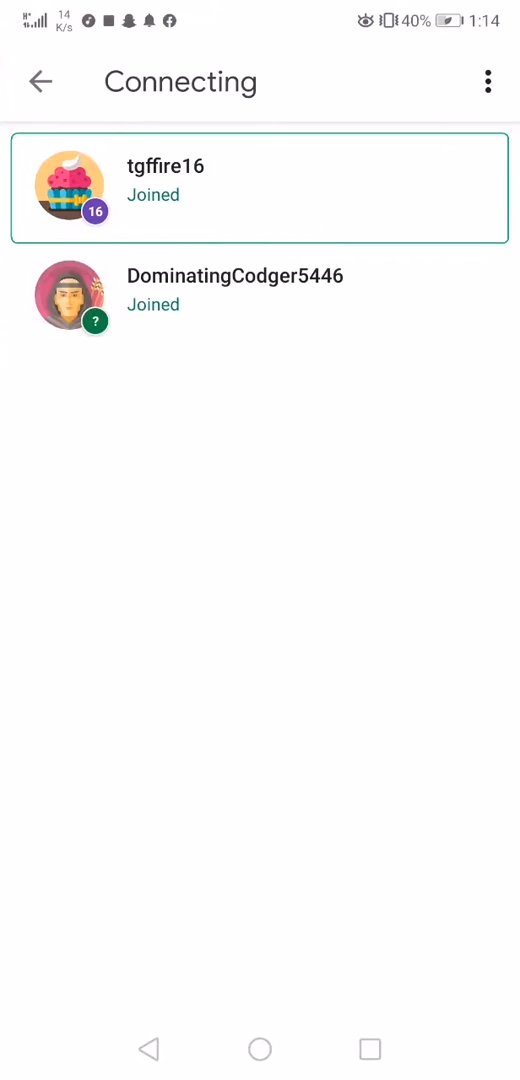 H+ 14 K/s 40% 1:14
Connecting
tgffire16
Joined
16
DominatingCodger5446
Joined
?